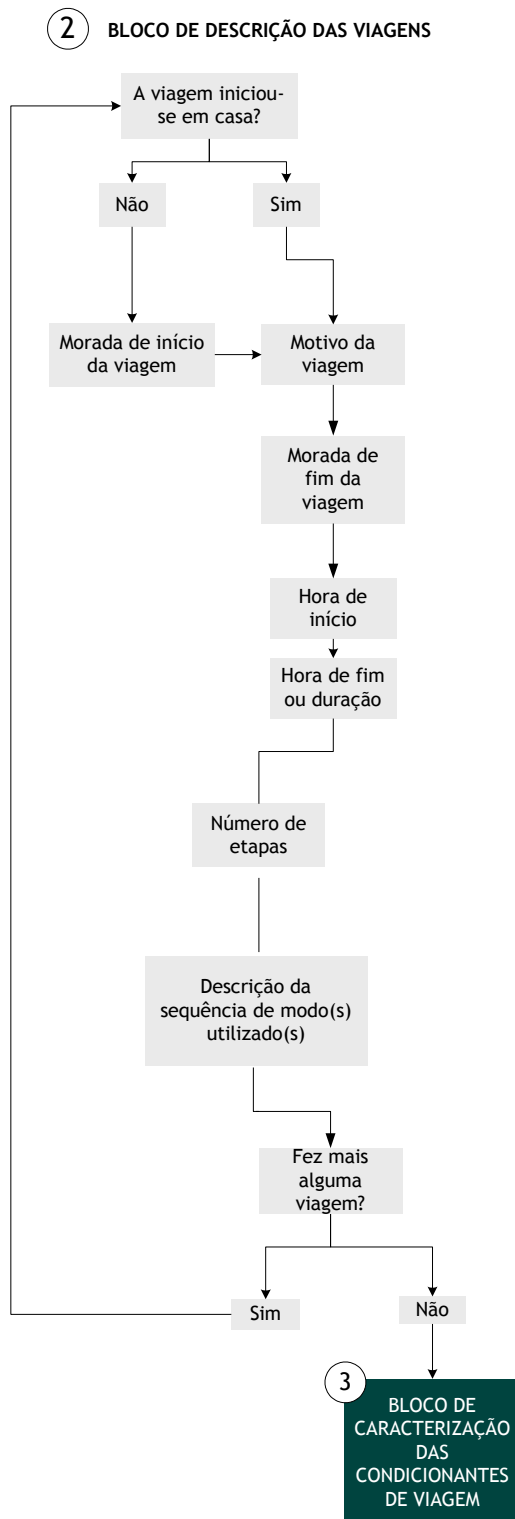 2 BLOCO DE DESCRIÇÃO DAS VIAGENS
A viagem iniciou-
se em casa?
Não
Sim
Morada de início
da viagem
Motivo da
viagem
Morada de
fim da
viagem
Hora de
início
Hora de fim
ou duração
Número de
etapas
Descrição da
sequência de modo(s)
utilizado(s)
Fez mais
alguma
viagem?
Sim
Não
3
BLOCO DE
CARACTERIZAÇÃO
DAS
CONDICIONANTES
DE VIAGEM